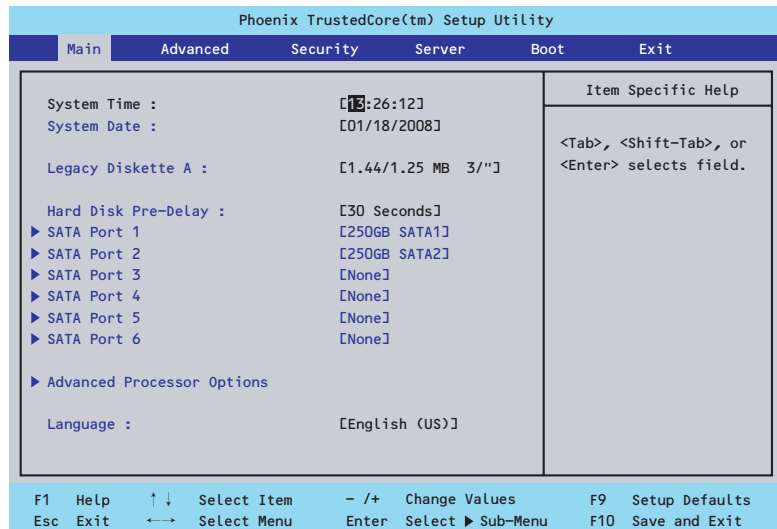 Phoenix TrustedCore(tm) Setup Utility
Main Advanced Security Server Boot Exit
System Time : [13:26:12]
System Date : [01/18/2008]
Legacy Diskette A : [1.44/1.25 MB 3/"]
Hard Disk Pre-Delay : [30 Seconds]
▶ SATA Port 1 [250GB SATA1]
▶ SATA Port 2 [250GB SATA2]
▶ SATA Port 3 [None]
▶ SATA Port 4 [None]
▶ SATA Port 5 [None]
▶ SATA Port 6 [None]
▶ Advanced Processor Options
Language : [English (US)]
Item Specific Help
<Tab>, <Shift-Tab>, or
<Enter> selects field.
F1 Help ↑↓ Select Item - /+ Change Values F9 Setup Defaults
Esc Exit ←→ Select Menu Enter Select ▶ Sub-Menu F10 Save and Exit